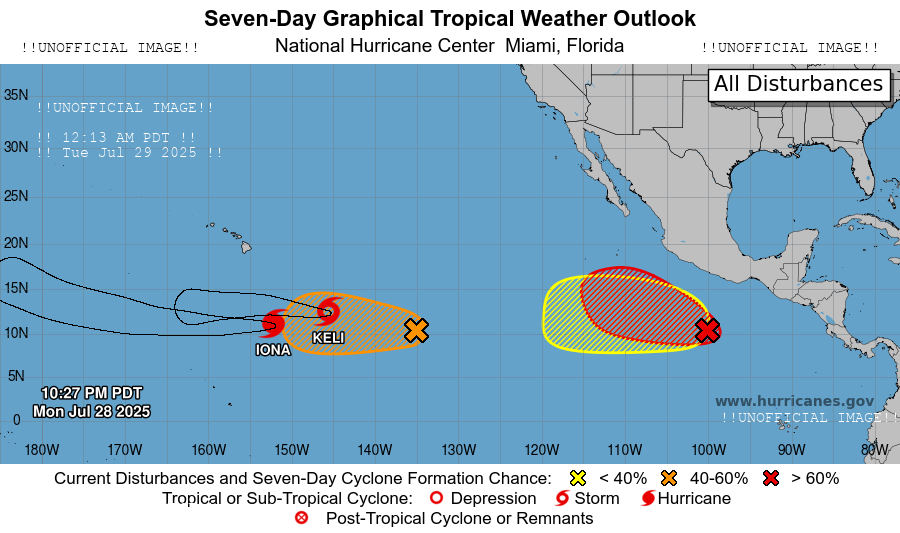 Seven-Day Graphical Tropical Weather Outlook
!!UNOFFICIAL IMAGE!!
National Hurricane Center  Miami, Florida
!!UNOFFICIAL IMAGE!!
All Disturbances
35N
!!UNOFFICIAL IMAGE!!
!! 12:13 AM PDT !!
30N
!! Tue Jul 29 2025 !!
25N
20N
15N
10N
KELI
IONA
5N
10:27 PM PDT
Mon Jul 28 2025
www.hurricanes.gov
0
!!UNOFFICIAL IMAGE!!
180W 170W 160W 150W 140W 130W 120W 110W 100W 90W 80W
Current Disturbances and Seven-Day Cyclone Formation Chance: < 40% 40-60% > 60%
Tropical or Sub-Tropical Cyclone: Depression Storm Hurricane
Post-Tropical Cyclone or Remnants